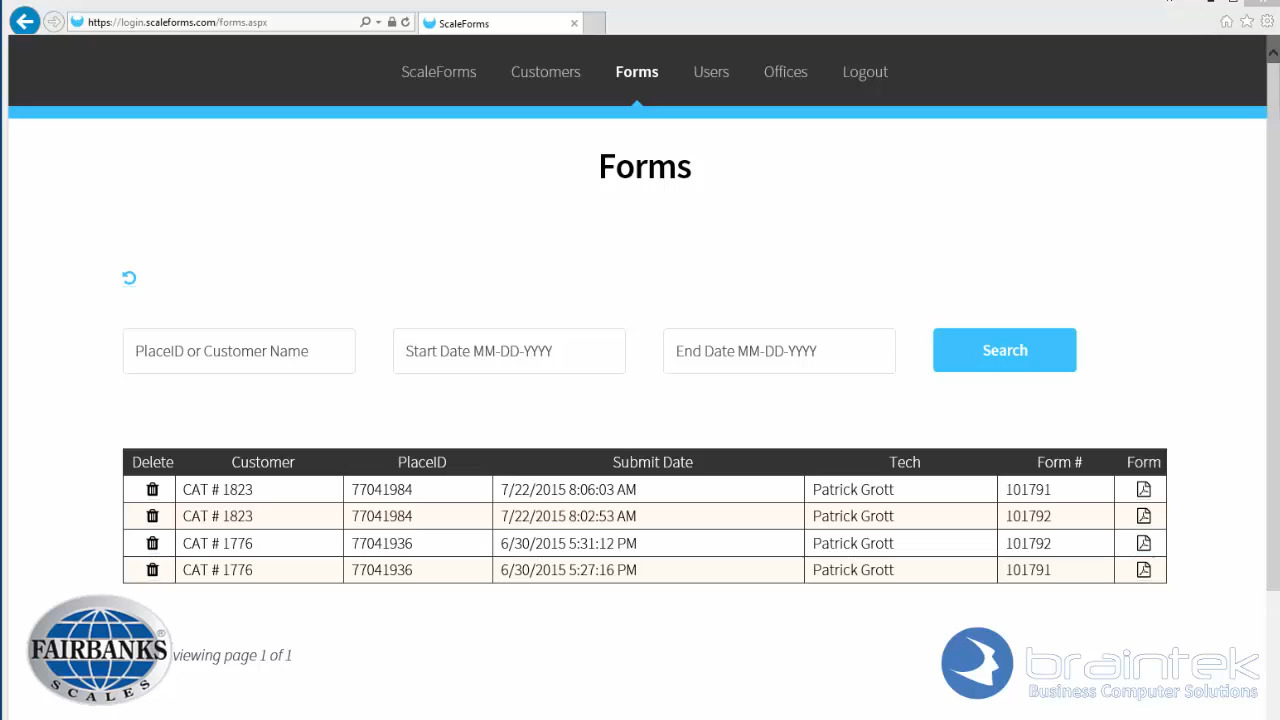 https://login.scaleforms.com/forms.aspx
ScaleForms
ScaleForms Customers Forms Users Offices Logout
Forms
PlaceID or Customer Name Start Date MM-DD-YYYY End Date MM-DD-YYYY Search
Delete Customer PlaceID Submit Date Tech Form # Form
CAT # 1823 77041984 7/22/2015 8:06:03 AM Patrick Grott 101791
CAT # 1823 77041984 7/22/2015 8:02:53 AM Patrick Grott 101792
CAT # 1776 77041936 6/30/2015 5:31:12 PM Patrick Grott 101792
CAT # 1776 77041936 6/30/2015 5:27:16 PM Patrick Grott 101791
FAIRBANKS®
SCALES
viewing page 1 of 1
braintek
Business Computer Solutions